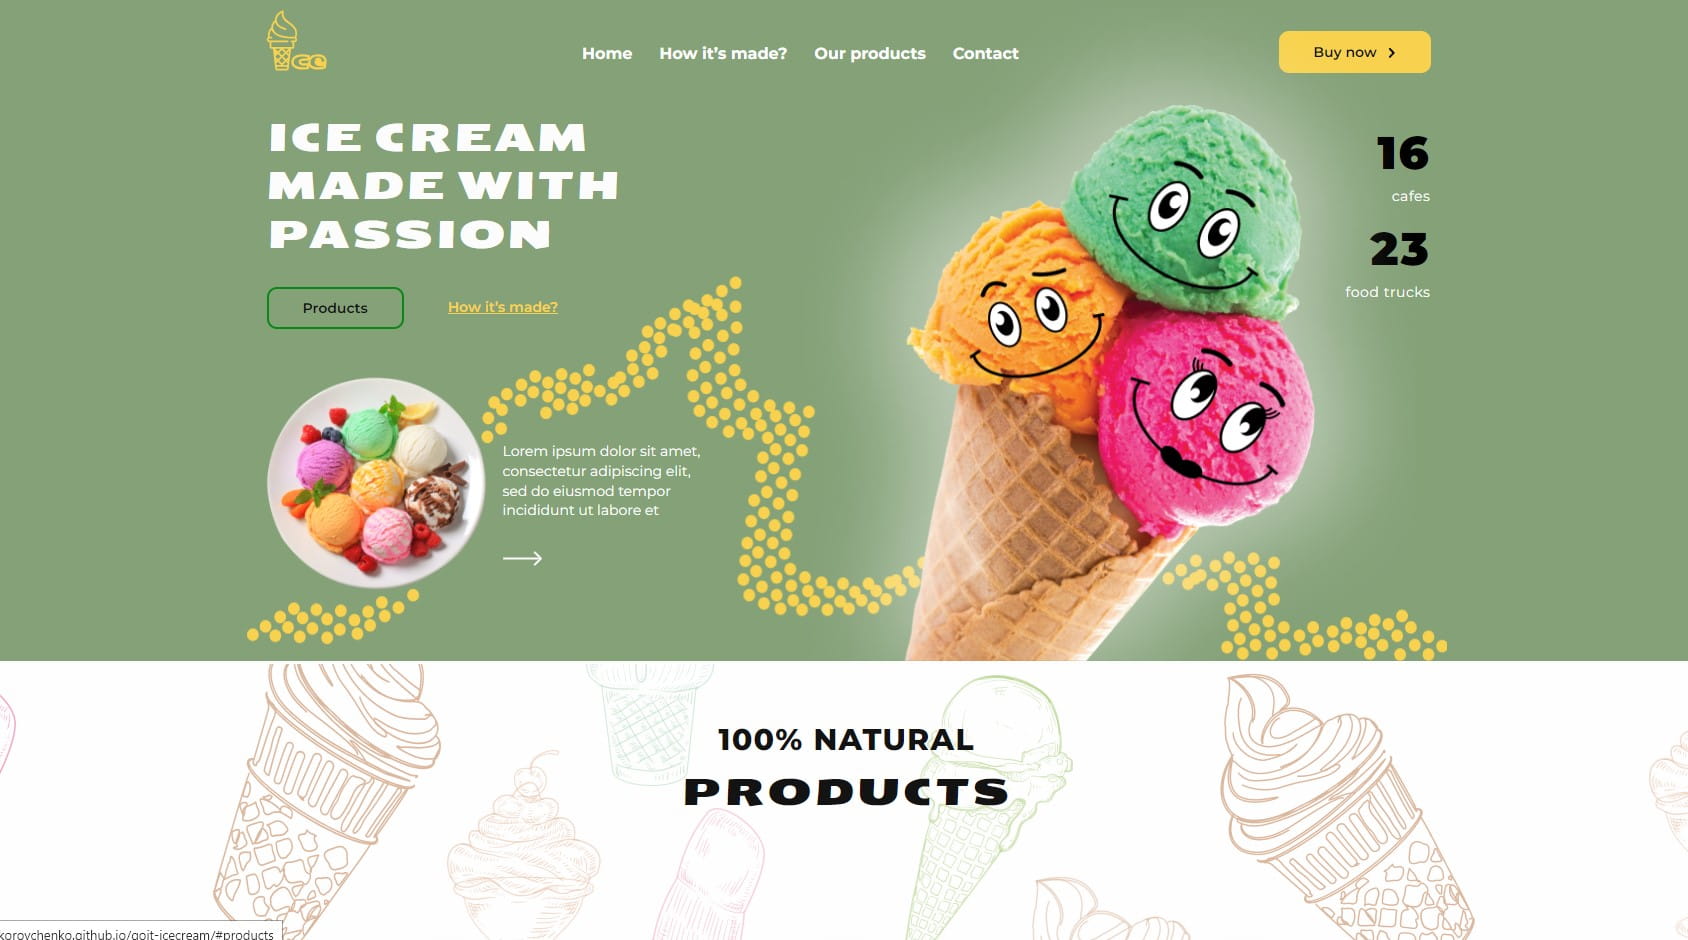 ce
Home How it's made? Our products Contact
Buy now
ICE CREAM
MADE WITH
PASSION
Products How it's made?
16
cafes
23
food trucks
Lorem ipsum dolor sit amet,
consectetur adipiscing elit,
sed do eiusmod tempor
incididunt ut labore et
100% NATURAL
PRODUCTS
korovchenko.github.io/goit-icecream/#products